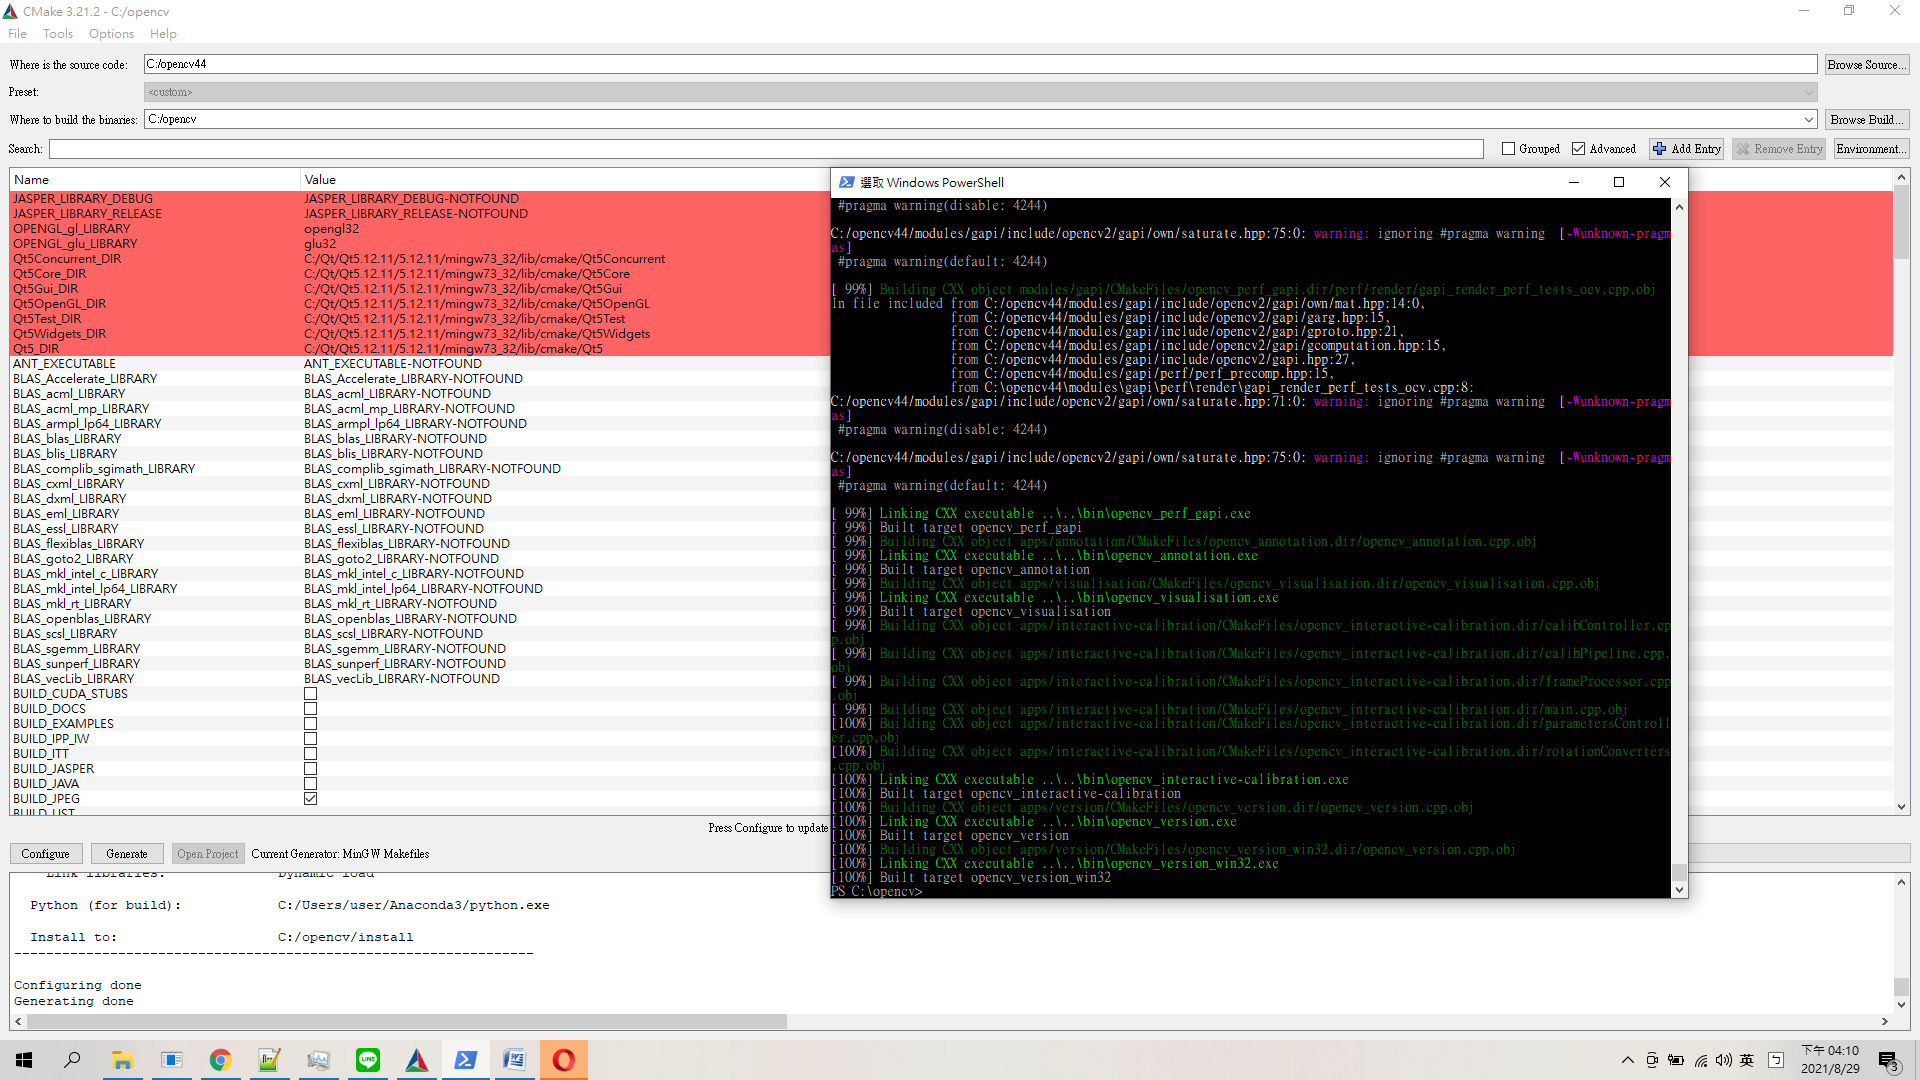 CMake 3.21.2 - C:/opencv
File Tools Options Help
Where is the source code: C:/opencv44 Browse Source...
Preset: <custom>
Where to build the binaries: C:/opencv Browse Build...
Search: Grouped Advanced Add Entry Remove Entry Environment...
Name Value
JASPER_LIBRARY_DEBUG JASPER_LIBRARY_DEBUG-NOTFOUND
JASPER_LIBRARY_RELEASE JASPER_LIBRARY_RELEASE-NOTFOUND
OPENGL_gl_LIBRARY opengl32
OPENGL_glu_LIBRARY glu32
Qt5Concurrent_DIR C:/Qt/Qt5.12.11/5.12.11/mingw73_32/lib/cmake/Qt5Concurrent
Qt5Core_DIR C:/Qt/Qt5.12.11/5.12.11/mingw73_32/lib/cmake/Qt5Core
Qt5Gui_DIR C:/Qt/Qt5.12.11/5.12.11/mingw73_32/lib/cmake/Qt5Gui
Qt5OpenGL_DIR C:/Qt/Qt5.12.11/5.12.11/mingw73_32/lib/cmake/Qt5OpenGL
Qt5Test_DIR C:/Qt/Qt5.12.11/5.12.11/mingw73_32/lib/cmake/Qt5Test
Qt5Widgets_DIR C:/Qt/Qt5.12.11/5.12.11/mingw73_32/lib/cmake/Qt5Widgets
Qt5_DIR C:/Qt/Qt5.12.11/5.12.11/mingw73_32/lib/cmake/Qt5
ANT_EXECUTABLE ANT_EXECUTABLE-NOTFOUND
BLAS_Accelerate_LIBRARY BLAS_Accelerate_LIBRARY-NOTFOUND
BLAS_acml_LIBRARY BLAS_acml_LIBRARY-NOTFOUND
BLAS_acml_mp_LIBRARY BLAS_acml_mp_LIBRARY-NOTFOUND
BLAS_armpl_lp64_LIBRARY BLAS_armpl_lp64_LIBRARY-NOTFOUND
BLAS_blas_LIBRARY BLAS_blas_LIBRARY-NOTFOUND
BLAS_blis_LIBRARY BLAS_blis_LIBRARY-NOTFOUND
BLAS_complib_sgimath_LIBRARY BLAS_complib_sgimath_LIBRARY-NOTFOUND
BLAS_cxml_LIBRARY BLAS_cxml_LIBRARY-NOTFOUND
BLAS_dxml_LIBRARY BLAS_dxml_LIBRARY-NOTFOUND
BLAS_eml_LIBRARY BLAS_eml_LIBRARY-NOTFOUND
BLAS_essl_LIBRARY BLAS_essl_LIBRARY-NOTFOUND
BLAS_flexiblas_LIBRARY BLAS_flexiblas_LIBRARY-NOTFOUND
BLAS_goto2_LIBRARY BLAS_goto2_LIBRARY-NOTFOUND
BLAS_mkl_intel_c_LIBRARY BLAS_mkl_intel_c_LIBRARY-NOTFOUND
BLAS_mkl_intel_lp64_LIBRARY BLAS_mkl_intel_lp64_LIBRARY-NOTFOUND
BLAS_mkl_rt_LIBRARY BLAS_mkl_rt_LIBRARY-NOTFOUND
BLAS_openblas_LIBRARY BLAS_openblas_LIBRARY-NOTFOUND
BLAS_scsl_LIBRARY BLAS_scsl_LIBRARY-NOTFOUND
BLAS_sgemm_LIBRARY BLAS_sgemm_LIBRARY-NOTFOUND
BLAS_sunperf_LIBRARY BLAS_sunperf_LIBRARY-NOTFOUND
BLAS_vecLib_LIBRARY BLAS_vecLib_LIBRARY-NOTFOUND
BUILD_CUDA_STUBS
BUILD_DOCS
BUILD_EXAMPLES
BUILD_IPP_IW
BUILD_ITT
BUILD_JASPER
BUILD_JAVA
BUILD_JPEG
BUILD_LIST
Press Configure to update
Configure Generate Open Project Current Generator: MinGW Makefiles
Link libraries: Dynamic load
Python (for build): C:/Users/user/Anaconda3/python.exe
Install to: C:/opencv/install
-----------------------------------------------------------------
Configuring done
Generating done
選取 Windows PowerShell
#pragma warning(disable: 4244)
C:/opencv44/modules/gapi/include/opencv2/gapi/own/saturate.hpp:75:0: warning: ignoring #pragma warning [-Wunknown-pragm
as]
#pragma warning(default: 4244)
[ 99%] Building CXX object modules/gapi/CMakeFiles/opencv_perf_gapi.dir/perf/render/gapi_render_perf_tests_ocv.cpp.obj
In file included from C:/opencv44/modules/gapi/include/opencv2/gapi/own/mat.hpp:14:0,
from C:/opencv44/modules/gapi/include/opencv2/gapi/garg.hpp:15,
from C:/opencv44/modules/gapi/include/opencv2/gapi/gproto.hpp:21,
from C:/opencv44/modules/gapi/include/opencv2/gapi/gcomputation.hpp:15,
from C:/opencv44/modules/gapi/include/opencv2/gapi.hpp:27,
from C:/opencv44/modules/gapi/perf/perf_precomp.hpp:15,
from C:\opencv44\modules\gapi\perf\render\gapi_render_perf_tests_ocv.cpp:8:
C:/opencv44/modules/gapi/include/opencv2/gapi/own/saturate.hpp:71:0: warning: ignoring #pragma warning [-Wunknown-pragm
as]
#pragma warning(disable: 4244)
C:/opencv44/modules/gapi/include/opencv2/gapi/own/saturate.hpp:75:0: warning: ignoring #pragma warning [-Wunknown-pragm
as]
#pragma warning(default: 4244)
[ 99%] Linking CXX executable ..\..\bin\opencv_perf_gapi.exe
[ 99%] Built target opencv_perf_gapi
[ 99%] Building CXX object apps/annotation/CMakeFiles/opencv_annotation.dir/opencv_annotation.cpp.obj
[ 99%] Linking CXX executable ..\..\bin\opencv_annotation.exe
[ 99%] Built target opencv_annotation
[ 99%] Building CXX object apps/visualisation/CMakeFiles/opencv_visualisation.dir/opencv_visualisation.cpp.obj
[ 99%] Linking CXX executable ..\..\bin\opencv_visualisation.exe
[ 99%] Built target opencv_visualisation
[ 99%] Building CXX object apps/interactive-calibration/CMakeFiles/opencv_interactive-calibration.dir/calibController.cp
p.obj
[ 99%] Building CXX object apps/interactive-calibration/CMakeFiles/opencv_interactive-calibration.dir/calibPipeline.cpp.
obj
[ 99%] Building CXX object apps/interactive-calibration/CMakeFiles/opencv_interactive-calibration.dir/frameProcessor.cpp
.obj
[ 99%] Building CXX object apps/interactive-calibration/CMakeFiles/opencv_interactive-calibration.dir/main.cpp.obj
[100%] Building CXX object apps/interactive-calibration/CMakeFiles/opencv_interactive-calibration.dir/parametersControll
er.cpp.obj
[100%] Building CXX object apps/interactive-calibration/CMakeFiles/opencv_interactive-calibration.dir/rotationConverters
.cpp.obj
[100%] Linking CXX executable ..\..\bin\opencv_interactive-calibration.exe
[100%] Built target opencv_interactive-calibration
[100%] Building CXX object apps/version/CMakeFiles/opencv_version.dir/opencv_version.cpp.obj
[100%] Linking CXX executable ..\..\bin\opencv_version.exe
[100%] Built target opencv_version
[100%] Building CXX object apps/version/CMakeFiles/opencv_version_win32.dir/opencv_version.cpp.obj
[100%] Linking CXX executable ..\..\bin\opencv_version_win32.exe
[100%] Built target opencv_version_win32
PS C:\opencv>
LINE
英
下午 04:10
2021/8/29
3